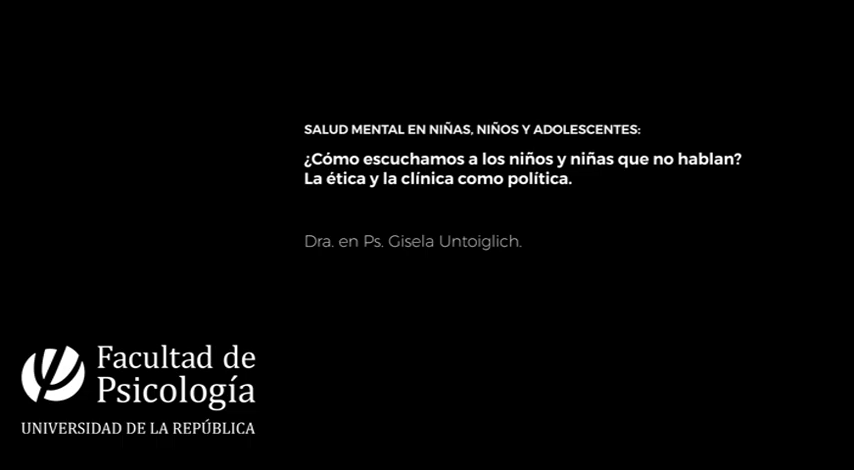 SALUD MENTAL EN NIÑAS, NIÑOS Y ADOLESCENTES:
¿Cómo escuchamos a los niños y niñas que no hablan?
La ética y la clínica como política.
Dra. en Ps. Gisela Untoiglich.
Facultad de
Psicología
UNIVERSIDAD DE LA REPÚBLICA